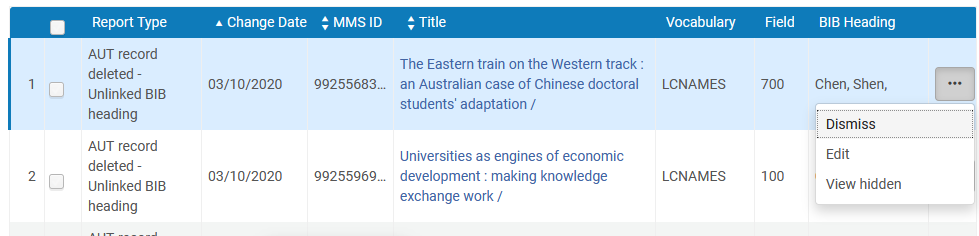 Report Type Change Date MMS ID Title Vocabulary Field BIB Heading
1
AUT record
deleted -
Unlinked BIB
heading
03/10/2020
99255683...
The Eastern train on the Western track :
an Australian case of Chinese doctoral
students' adaptation /
LCNAMES
700
Chen, Shen,
...
Dismiss
Edit
View hidden
2
AUT record
deleted -
Unlinked BIB
heading
03/10/2020
99255969...
Universities as engines of economic
development : making knowledge
exchange work /
LCNAMES
100
AUT record